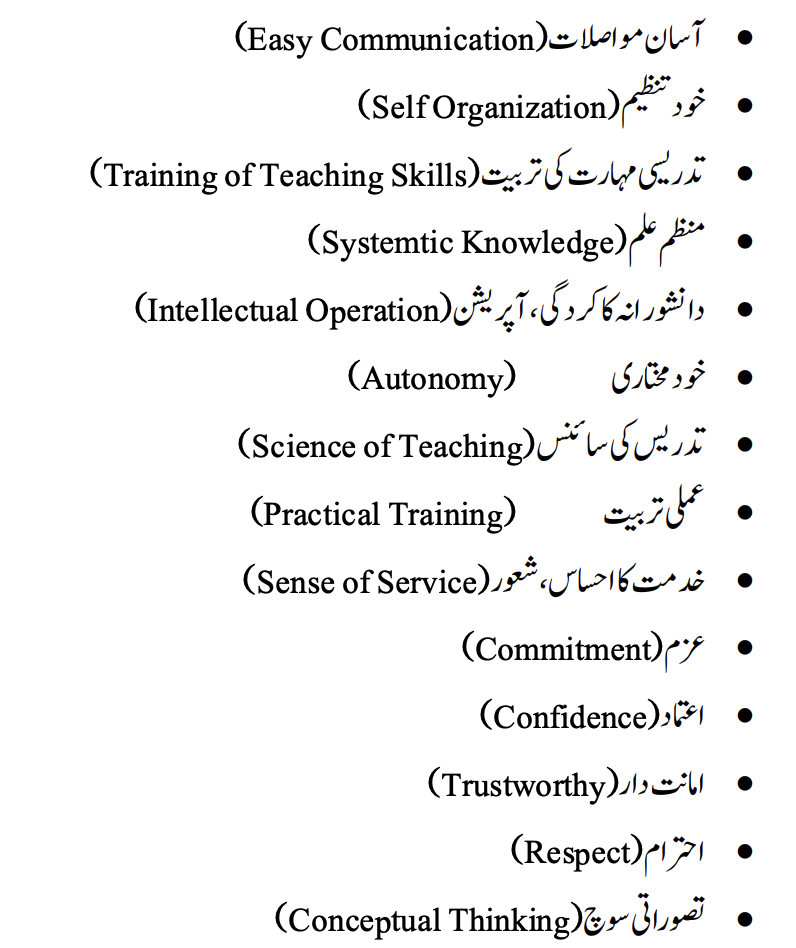 • آسان مواصلات(Easy Communication)
• خود تنظیم(Self Organization)
• تدریسی مہارت کی تربیت(Training of Teaching Skills)
• منظم علم(Systemtic Knowledge)
• دانشورانہ کاکردگی، آپریشن(Intellectual Operation)
• خود مختاری (Autonomy)
• تدریس کی سائنس(Science of Teaching)
• عملی تربیت (Practical Training)
• خدمت کا احساس، شعور(Sense of Service)
• عزم(Commitment)
• اعتماد(Confidence)
• امانت دار(Trustworthy)
• احترام(Respect)
• تصوراتی سوچ(Conceptual Thinking)